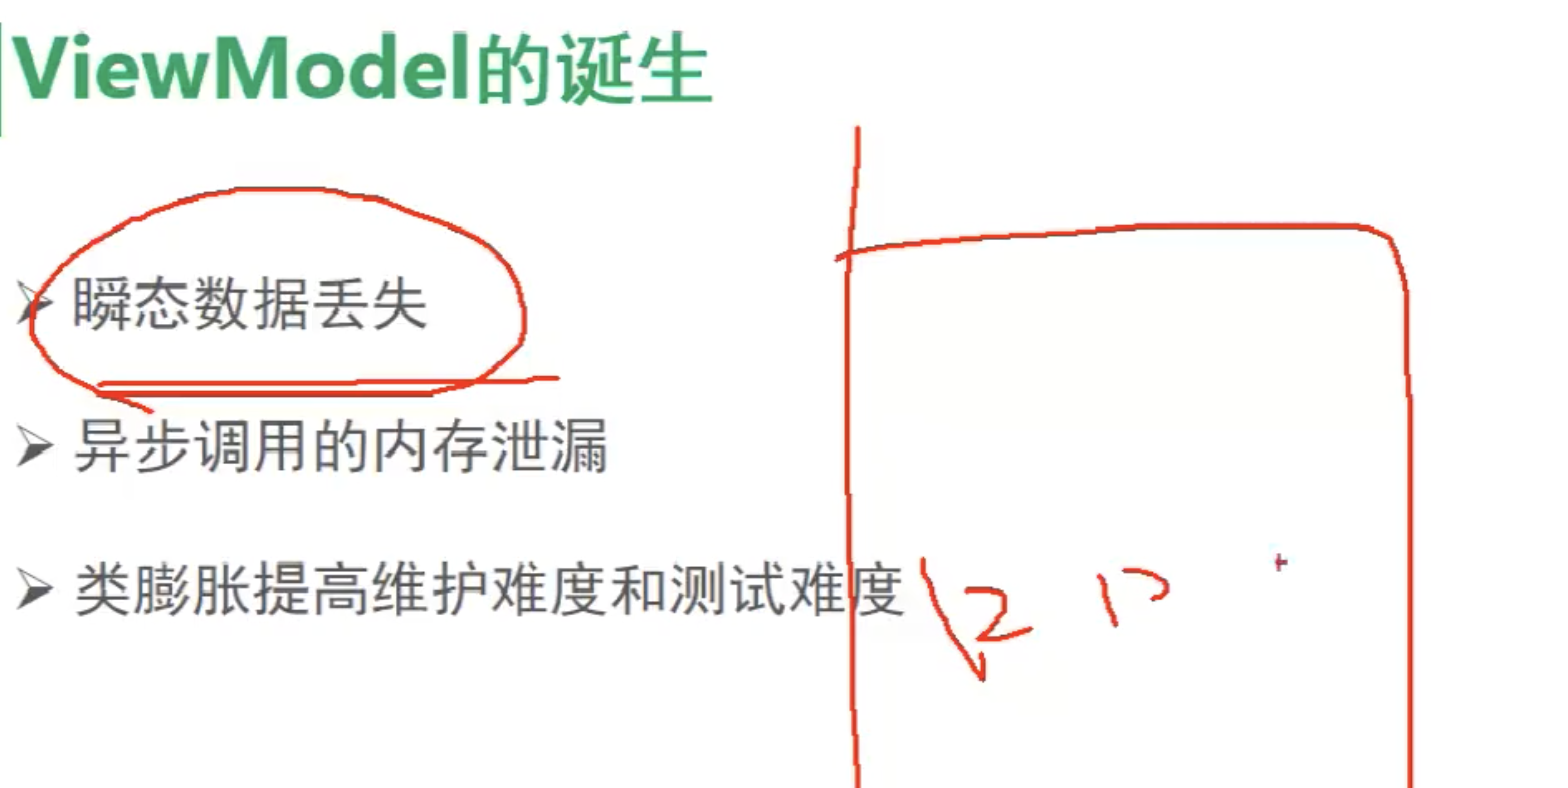 ViewModel的诞生
瞬态数据丢失
异步调用的内存泄漏
类膨胀提高维护难度和测试难度